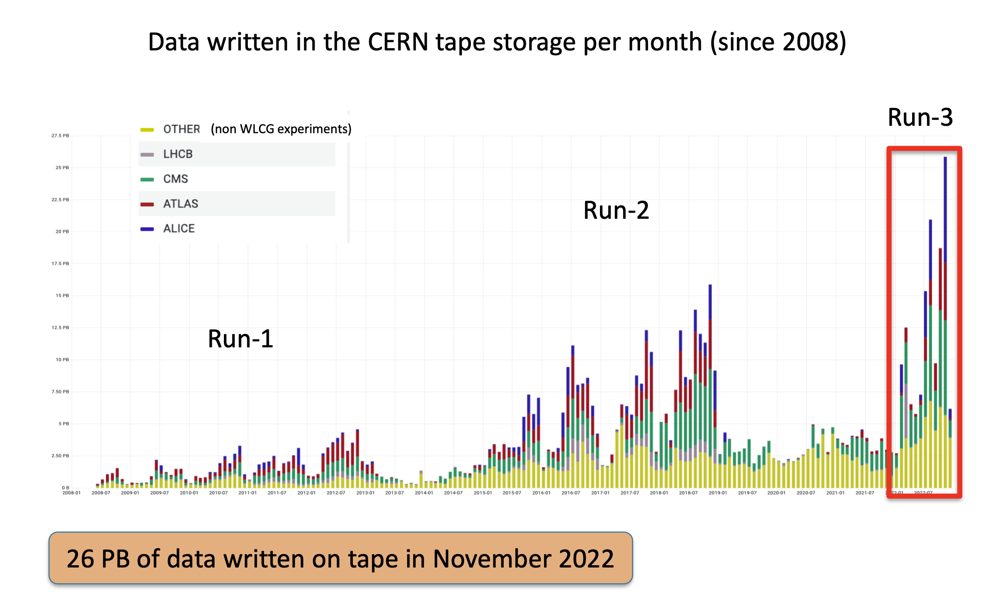 Data written in the CERN tape storage per month (since 2008)
Run-3
OTHER (non WLCG experiments)
LHCB
CMS
ATLAS
ALICE
Run-2
Run-1
27.5 PB
25 PB
22.5 PB
20 PB
17.5 PB
15 PB
12.5 PB
10 PB
7.50 PB
5 PB
2.50 PB
0 B
2008-01 2008-07 2009-01 2009-07 2010-01 2010-07 2011-01 2011-07 2012-01 2012-07 2013-01 2013-07 2014-01 2014-07 2015-01 2015-07 2016-01 2016-07 2017-01 2017-07 2018-01 2018-07 2019-01 2019-07 2020-01 2020-07 2021-01 2021-07 2022-01 2022-07
26 PB of data written on tape in November 2022